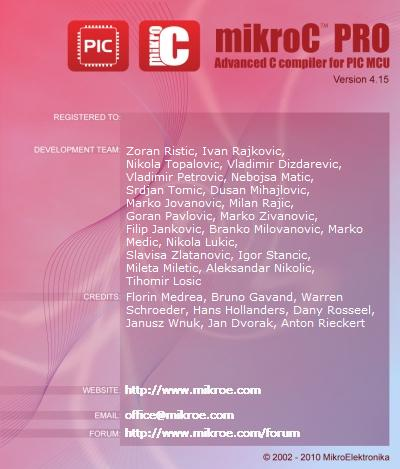 PIC
mikro C
mikroC™ PRO
Advanced C compiler for PIC MCU
Version 4.15
REGISTERED TO:
DEVELOPMENT TEAM: Zoran Ristic, Ivan Rajkovic,
Nikola Topalovic, Vladimir Dizdarevic,
Vladimir Petrovic, Nebojsa Matic,
Srdjan Tomic, Dusan Mihajlovic,
Marko Jovanovic, Milan Rajic,
Goran Pavlovic, Marko Zivanovic,
Filip Jankovic, Branko Milovanovic, Marko
Medic, Nikola Lukic,
Slavisa Zlatanovic, Igor Stancic,
Mileta Miletic, Aleksandar Nikolic,
Tihomir Losic
CREDITS: Florin Medrea, Bruno Gavand, Warren
Schroeder, Hans Hollanders, Dany Rosseel,
Janusz Wnuk, Jan Dvorak, Anton Rieckert
WEBSITE: http://www.mikroe.com
EMAIL: office@mikroe.com
FORUM: http://www.mikroe.com/forum
© 2002 - 2010 MikroElektronika